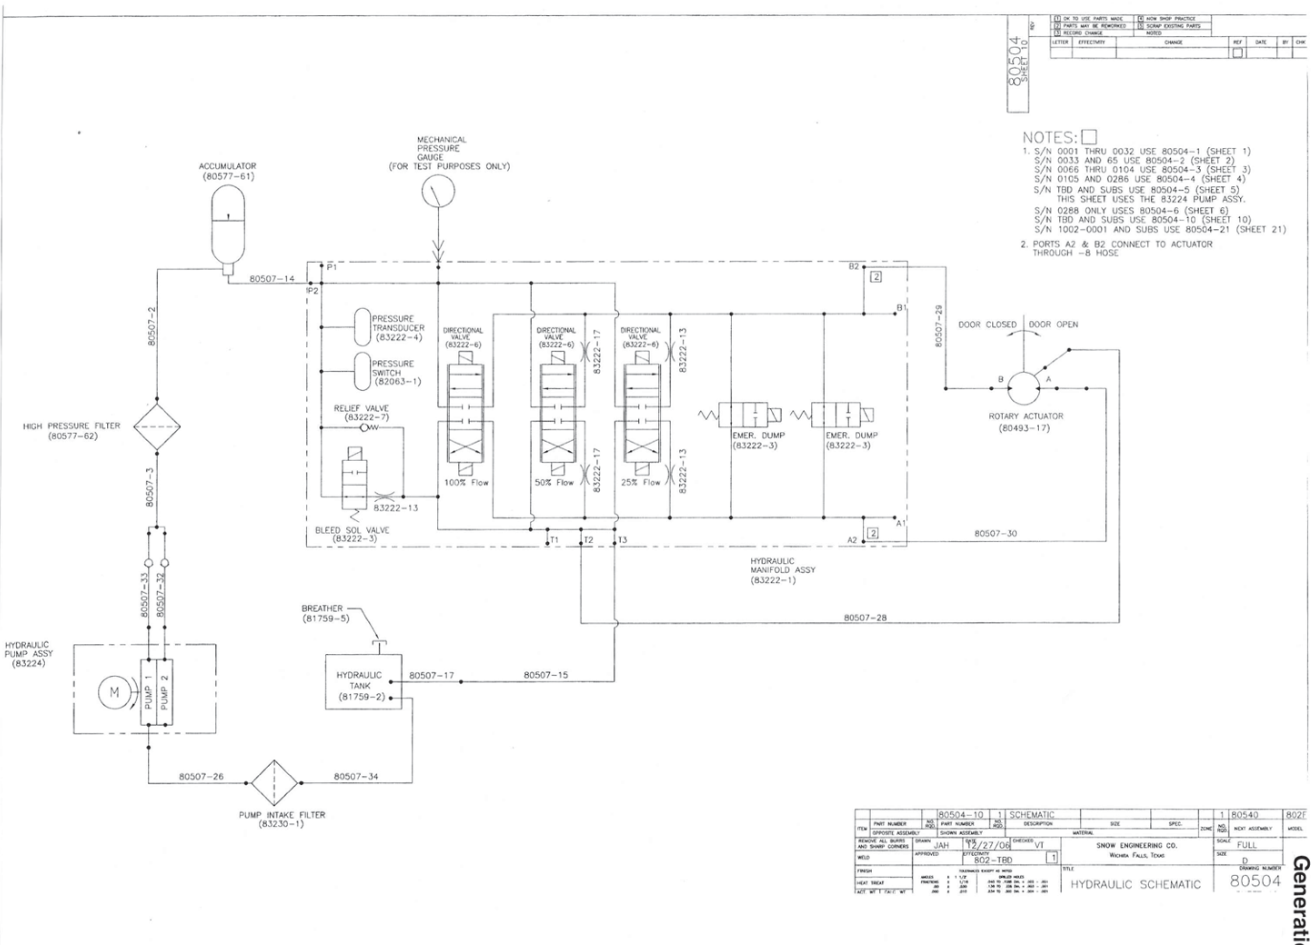 80504
SHEET 10
REV
1 OK TO USE PARTS MADE
2 PARTS MAY BE REWORKED
3 RECORD CHANGE
4 NOW SHOP PRACTICE
5 SCRAP EXISTING PARTS
NOTED
LETTER EFFECTIVITY CHANGE REF DATE BY CHK
NOTES:
1. S/N 0001 THRU 0032 USE 80504-1 (SHEET 1)
S/N 0033 AND 65 USE 80504-2 (SHEET 2)
S/N 0066 THRU 0104 USE 80504-3 (SHEET 3)
S/N 0105 AND 0286 USE 80504-4 (SHEET 4)
S/N TBD AND SUBS USE 80504-5 (SHEET 5)
THIS SHEET USES THE 83224 PUMP ASSY.
S/N 0288 ONLY USES 80504-6 (SHEET 6)
S/N TBD AND SUBS USE 80504-10 (SHEET 10)
S/N 1002-0001 AND SUBS USE 80504-21 (SHEET 21)
2. PORTS A2 & B2 CONNECT TO ACTUATOR
THROUGH -8 HOSE
MECHANICAL
PRESSURE
GAUGE
(FOR TEST PURPOSES ONLY)
ACCUMULATOR
(80577-61)
80507-14
P1
P2
B2
2
B1
80507-2
80507-29
PRESSURE
TRANSDUCER
(83222-4)
PRESSURE
SWITCH
(82063-1)
RELIEF VALVE
(83222-7)
DIRECTIONAL
VALVE
(83222-6)
DIRECTIONAL
VALVE
(83222-6)
DIRECTIONAL
VALVE
(83222-6)
83222-17
83222-13
83222-17
83222-13
100% Flow
50% Flow
25% Flow
83222-13
BLEED SOL VALVE
(83222-3)
EMER. DUMP
(83222-3)
EMER. DUMP
(83222-3)
DOOR CLOSED
DOOR OPEN
B
A
ROTARY ACTUATOR
(80493-17)
HIGH PRESSURE FILTER
(80577-62)
80507-3
T1
T2
T3
A2
2
A1
80507-30
HYDRAULIC
MANIFOLD ASSY
(83222-1)
80507-33
80507-32
80507-28
BREATHER
(81759-5)
HYDRAULIC
PUMP ASSY
(83224)
M
PUMP 1
PUMP 2
HYDRAULIC
TANK
(81759-2)
80507-17
80507-15
80507-26
80507-34
PUMP INTAKE FILTER
(83230-1)
80504-10 1 SCHEMATIC 1 80540 802F
ITEM PART NUMBER NO. RQD. PART NUMBER NO. RQD. DESCRIPTION SIZE SPEC. ZONE NO. RQD. NEXT ASSEMBLY MODEL
OPPOSITE ASSEMBLY SHOWN ASSEMBLY MATERIAL
REMOVE ALL BURRS
AND SHARP CORNERS
DRAWN JAH
DATE 12/27/06
CHECKED VT
SNOW ENGINEERING CO.
WICHITA FALLS, TEXAS
SCALE
FULL
WELD
APPROVED
EFFECTIVITY
802-TBD
1
SIZE
D
FINISH
HEAT TREAT
TITLE
HYDRAULIC SCHEMATIC
DRAWING NUMBER
80504
Generati